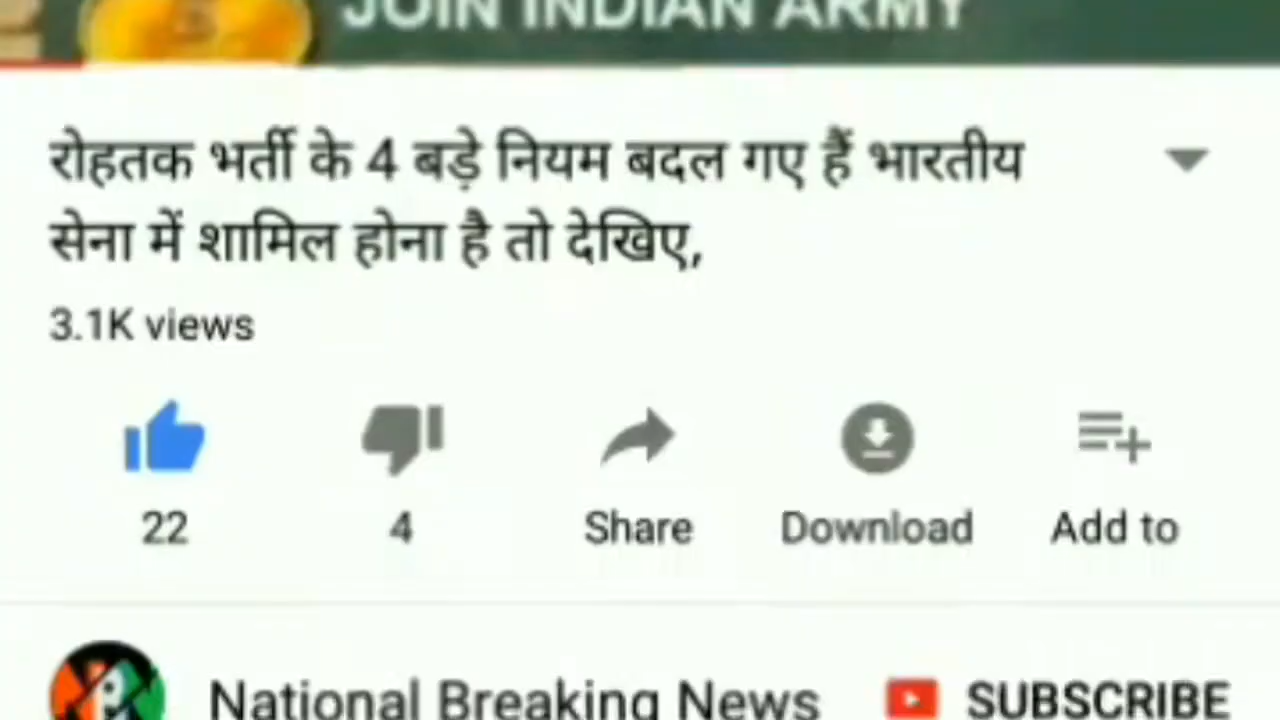 JOIN INDIAN ARMY
रोहतक भर्ती के 4 बड़े नियम बदल गए हैं भारतीय
सेना में शामिल होना है तो देखिए,
3.1K views
22 4 Share Download Add to
National Breaking News SUBSCRIBE